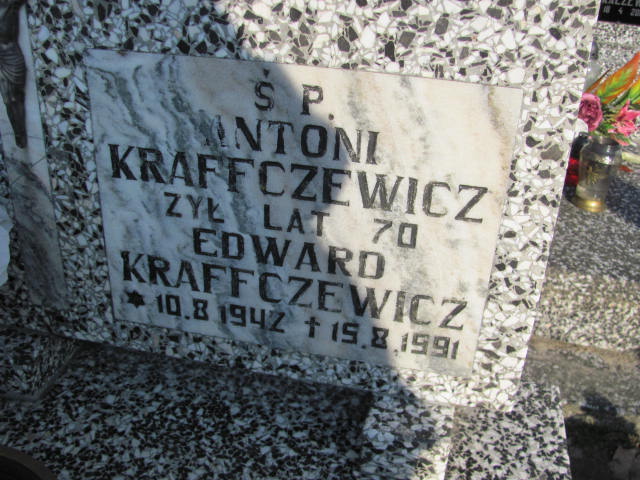 Ś P.
ANTONI
KRAFFCZEWICZ
ŻYŁ LAT 70
EDWARD
KRAFFCZEWICZ
✶ 10.8 1942 † 15.8.1991